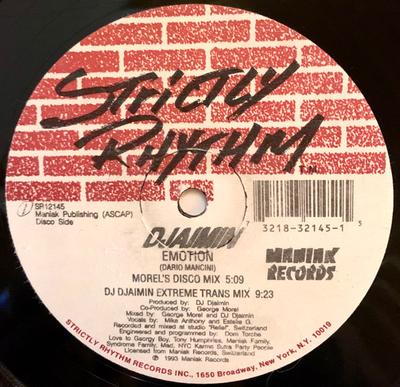 STRICTLY
RHYTHM T.M.
SR12145
Maniak Publishing (ASCAP)
Disco Side
3218-32145-1 5
DJAIMIN
EMOTION
(DARIO MANCINI)
MANIAK
RECORDS
MOREL'S DISCO MIX 5:09
DJ DJAIMIN EXTREME TRANS MIX 9:23
Produced by: DJ Djaimin
Co-Produced by: George Morel
Mixed by: George Morel and DJ Djaimin
Vocals by: Mike Anthony and Estelle G.
Recorded and mixed at studio "Relief", Switzerland
Engineered and programmed by: Dom Torche
Love to Georgy Boy, Tony Humphries, Maniak Family,
Syndrome Family, Mad, NYC Karma Sutra Party People
Licensed from Maniak Records, Switzerland
℗ 1993 Maniak Records
STRICTLY RHYTHM RECORDS INC., 1650 Broadway, New York, N.Y. 10019